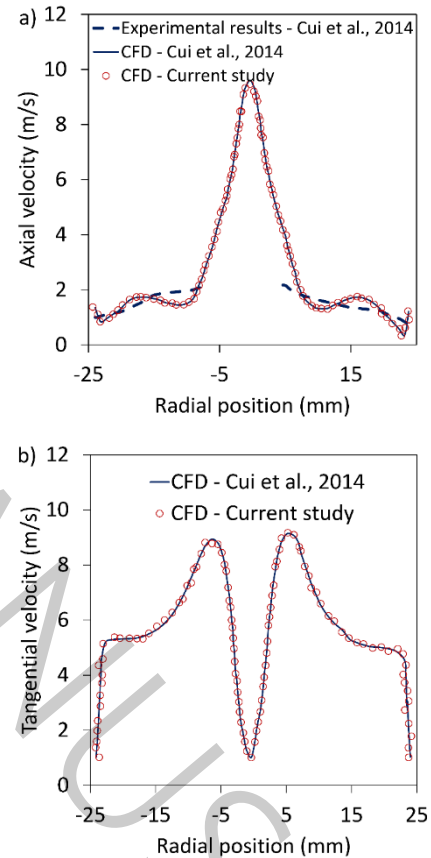 a)
Experimental results - Cui et al., 2014
CFD - Cui et al., 2014
CFD - Current study
12
10
8
6
4
2
0
Axial velocity (m/s)
-25
-5
15
Radial position (mm)
b)
CFD - Cui et al., 2014
CFD - Current study
12
10
8
6
4
2
0
Tangential velocity (m/s)
-25
-15
-5
5
15
25
Radial position (mm)